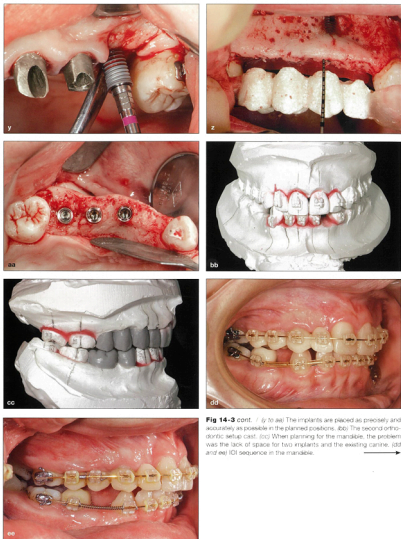 y
z
aa
bb
cc
dd
Fig 14-3 cont. (y to aa) The implants are placed as precisely and
accurately as possible in the planned positions. (bb) The second ortho-
dontic setup cast. (cc) When planning for the mandible, the problem
was the lack of space for two implants and the existing canine. (dd
and ee) IOI sequence in the mandible.
ee